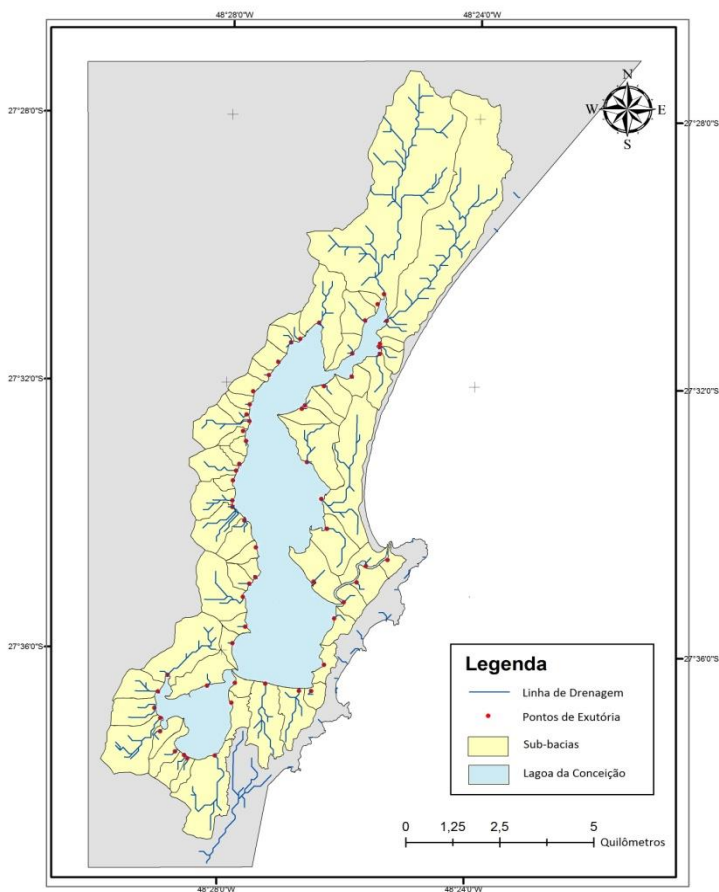 48°28'0"W
48°24'0"W
N
W
E
S
27°28'0"S
27°28'0"S
27°32'0"S
27°32'0"S
27°36'0"S
27°36'0"S
Legenda
Linha de Drenagem
Pontos de Exutória
Sub-bacias
Lagoa da Conceição
0
1,25
2,5
5
Quilômetros
48°28'0"W
48°24'0"W